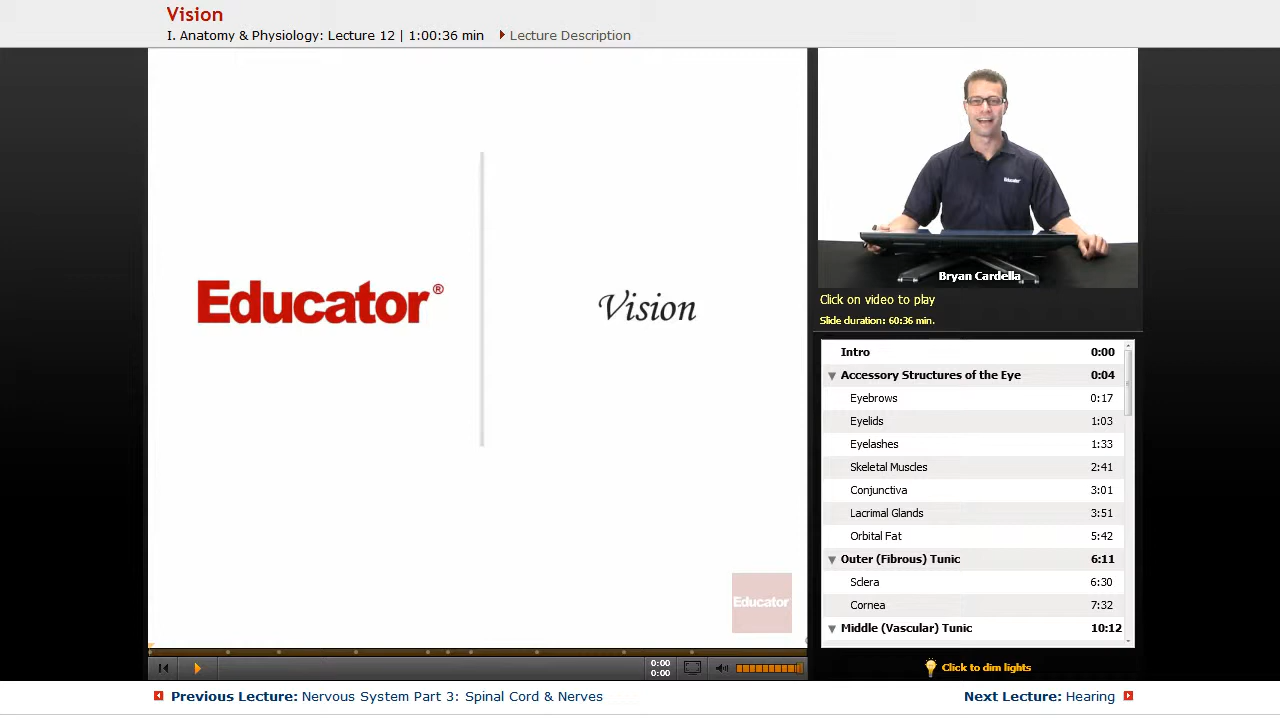 Vision
I. Anatomy & Physiology: Lecture 12 | 1:00:36 min Lecture Description
Educator®
Vision
Educator
Educator
Bryan Cardella
Click on video to play
Slide duration: 60:36 min.
Intro 0:00
Accessory Structures of the Eye 0:04
Eyebrows 0:17
Eyelids 1:03
Eyelashes 1:33
Skeletal Muscles 2:41
Conjunctiva 3:01
Lacrimal Glands 3:51
Orbital Fat 5:42
Outer (Fibrous) Tunic 6:11
Sclera 6:30
Cornea 7:32
Middle (Vascular) Tunic 10:12
0:00
0:00
Click to dim lights
Previous Lecture: Nervous System Part 3: Spinal Cord & Nerves
Next Lecture: Hearing